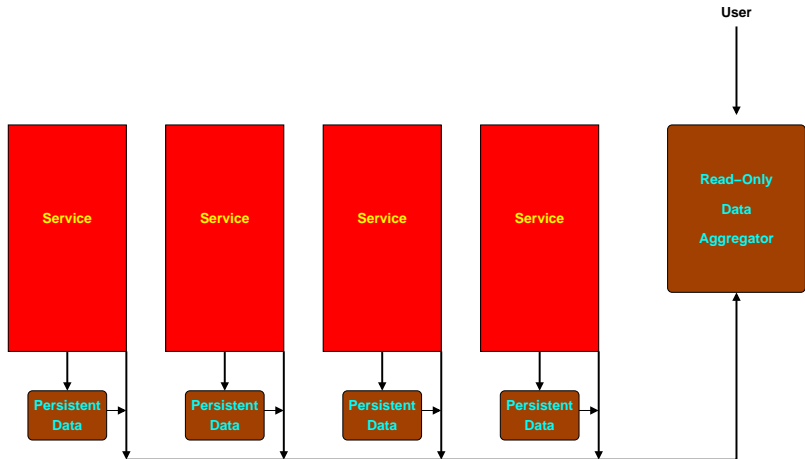 User
Service
Service
Service
Service
Read–Only
Data
Aggregator
Persistent
Data
Persistent
Data
Persistent
Data
Persistent
Data